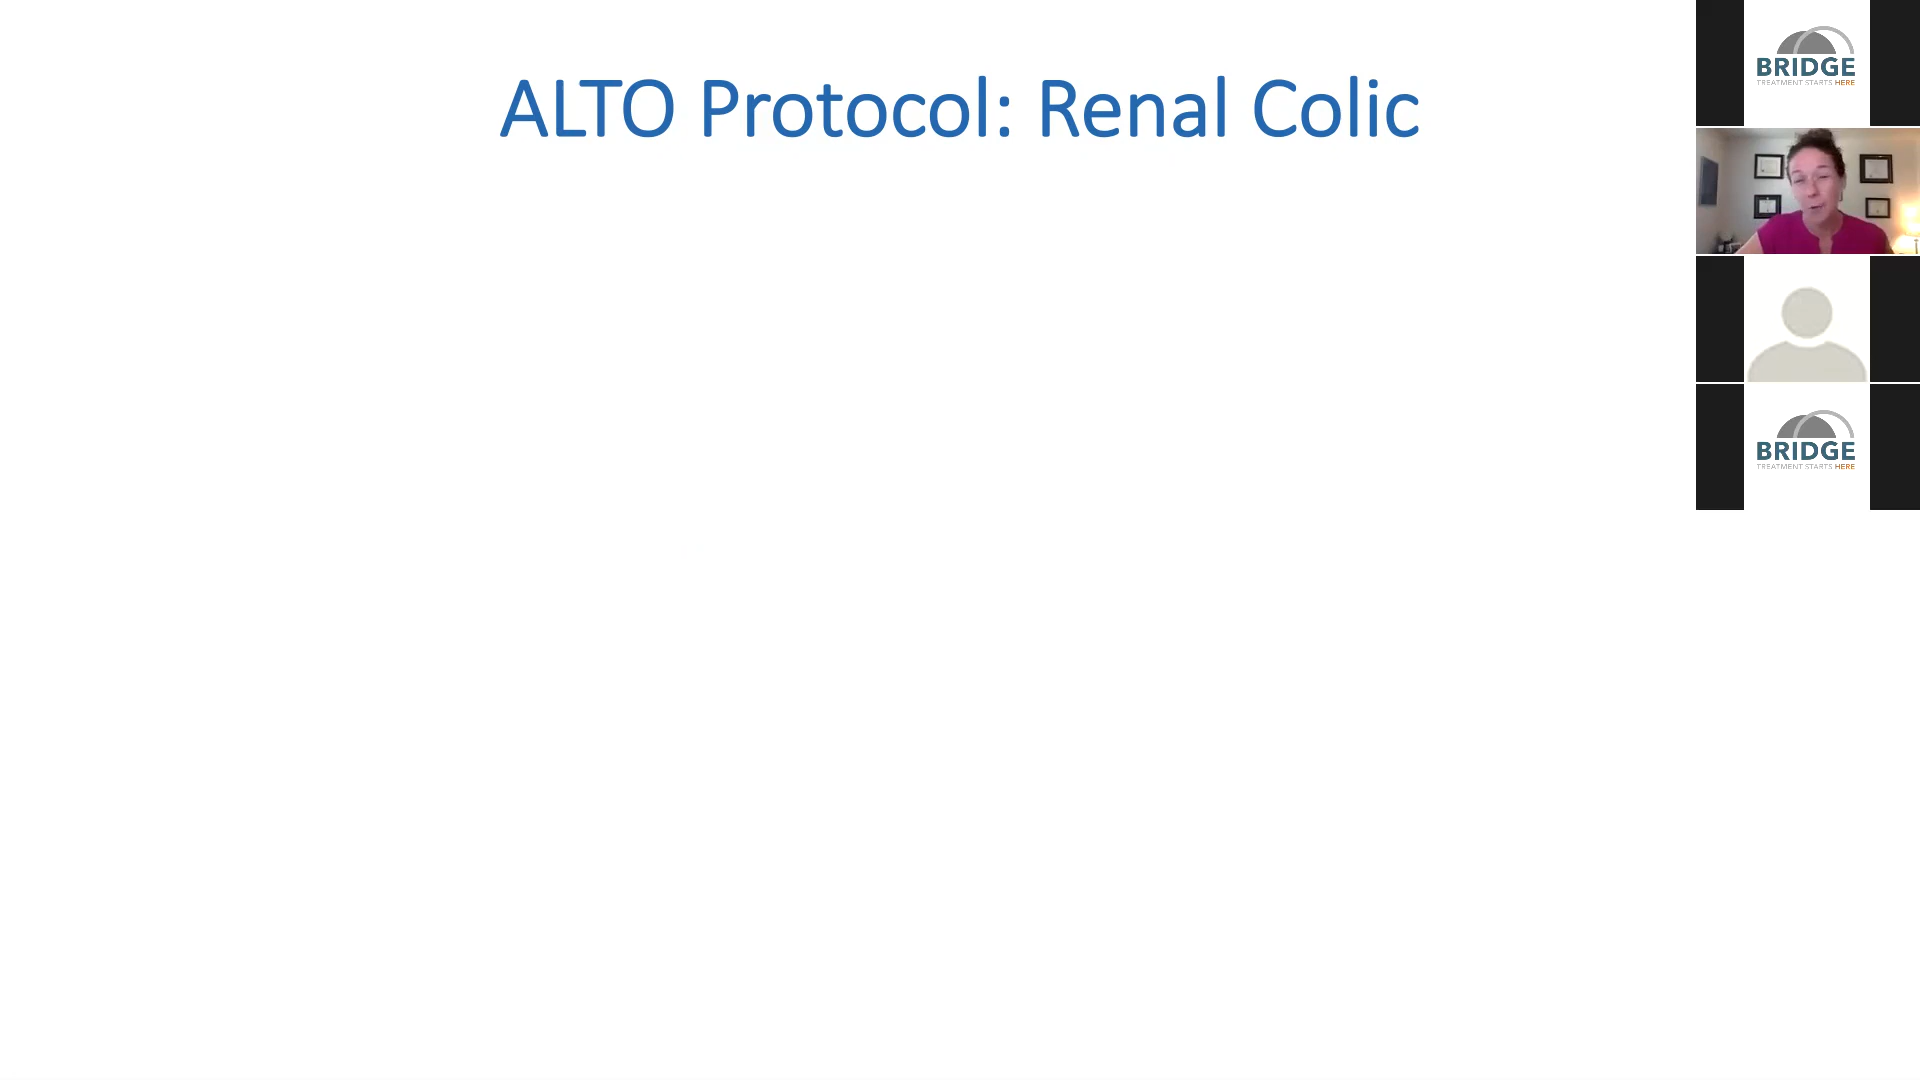 ALTO Protocol: Renal Colic
BRIDGE
TREATMENT STARTS HERE
BRIDGE
TREATMENT STARTS HERE